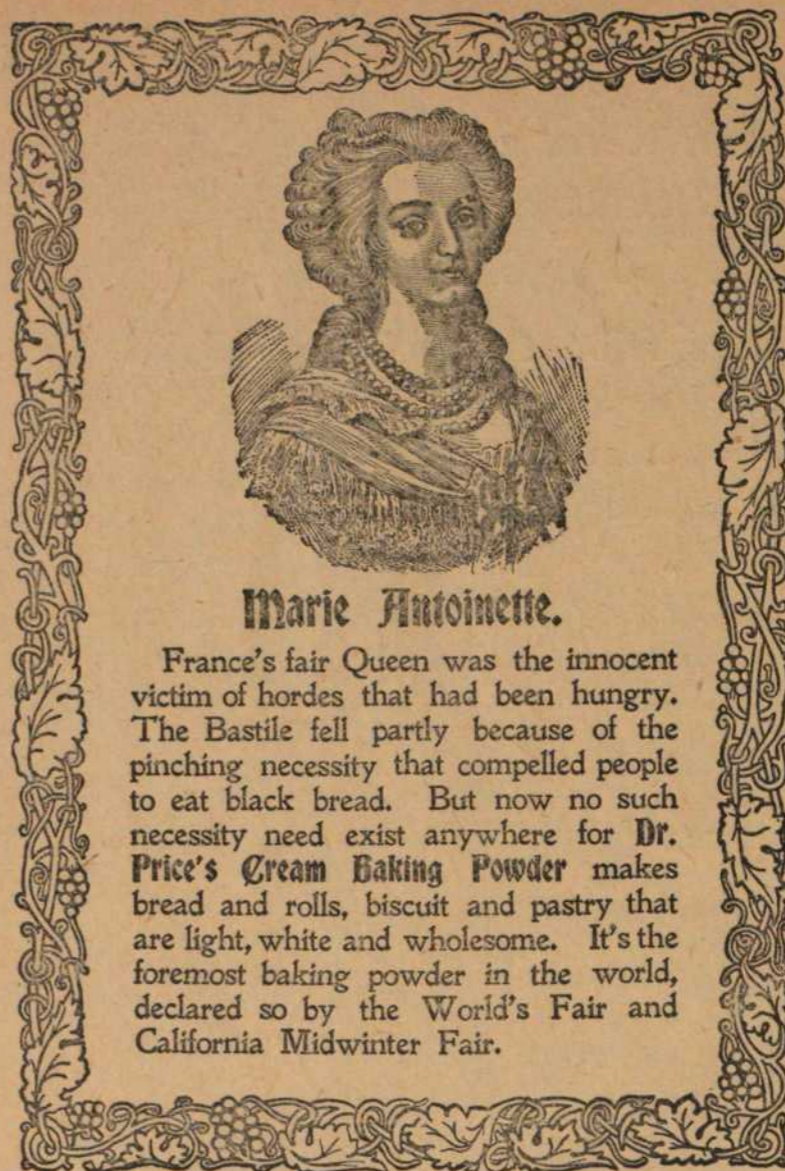 Marie Antoinette.
France's fair Queen was the innocent
victim of hordes that had been hungry.
The Bastile fell partly because of the
pinching necessity that compelled people
to eat black bread. But now no such
necessity need exist anywhere for Dr.
Price's Cream Baking Powder makes
bread and rolls, biscuit and pastry that
are light, white and wholesome. It's the
foremost baking powder in the world,
declared so by the World's Fair and
California Midwinter Fair.